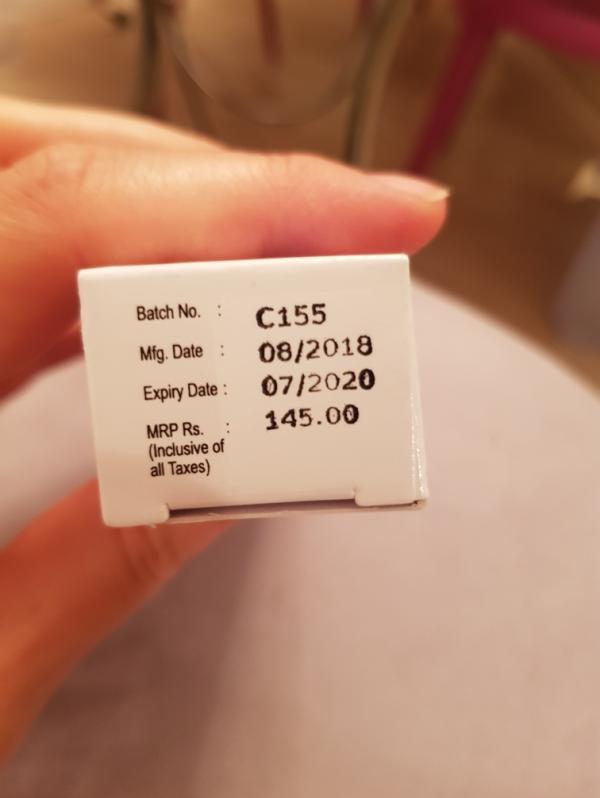 Batch No. : C155
Mfg. Date : 08/2018
Expiry Date : 07/2020
MRP Rs. : 145.00
(Inclusive of
all Taxes)